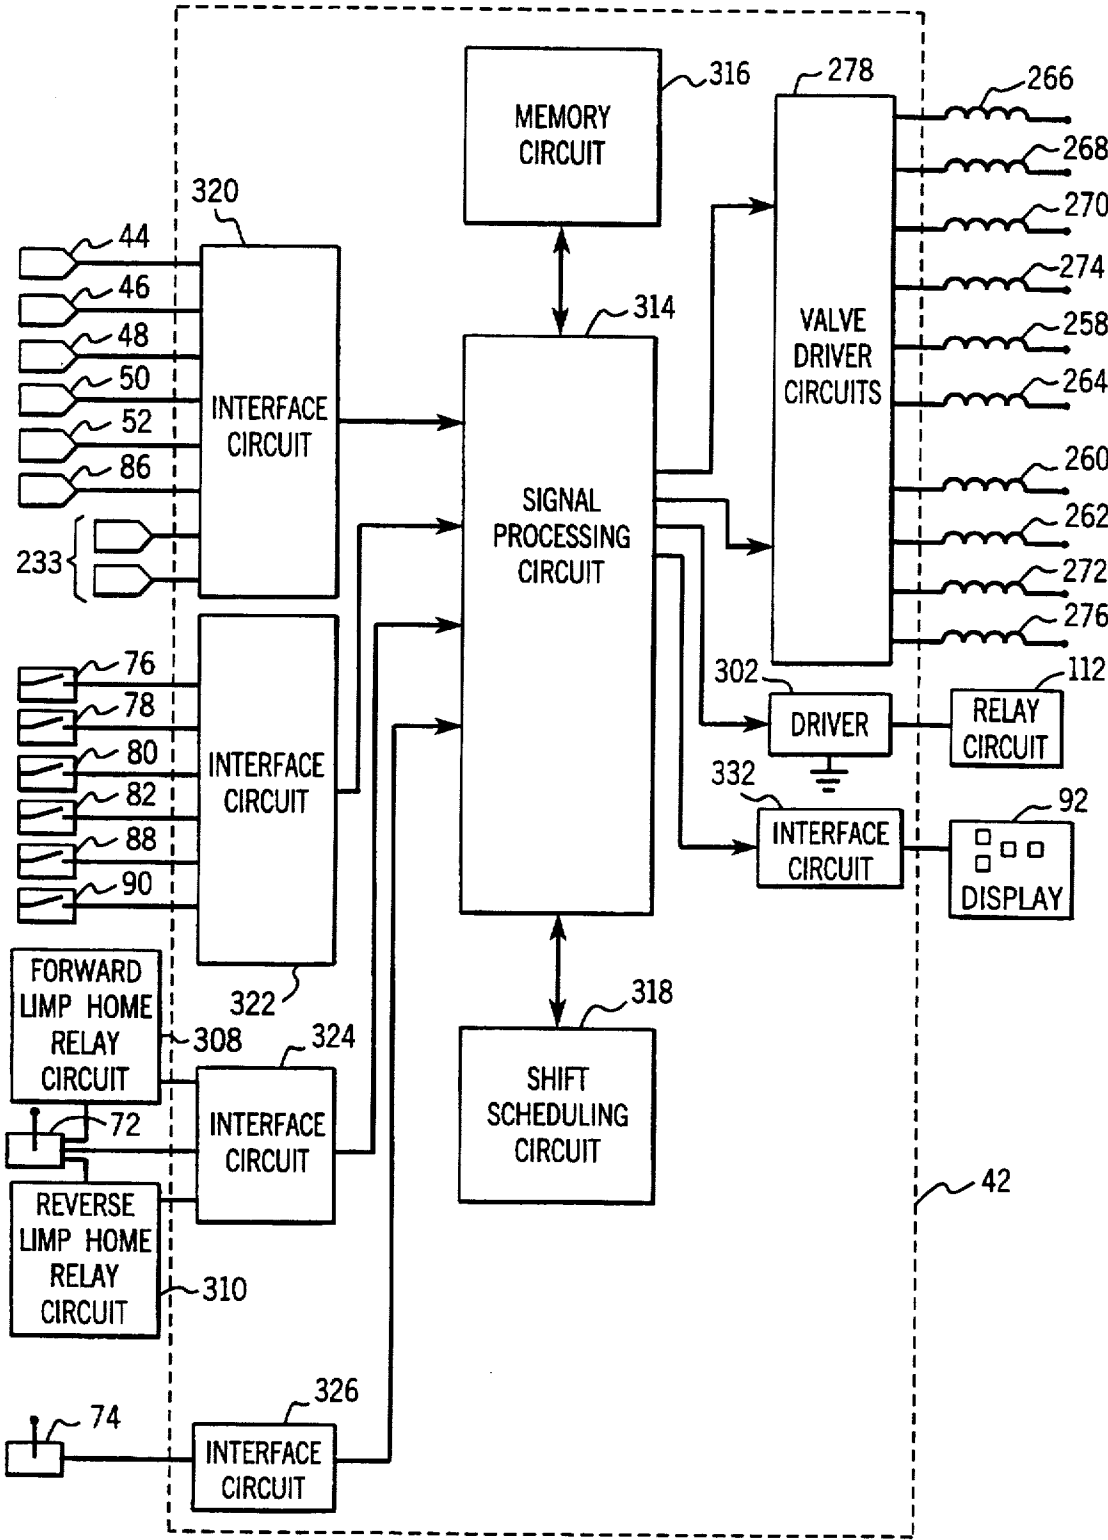 316
MEMORY
CIRCUIT
278
266
268
270
274
258
264
260
262
272
276
VALVE
DRIVER
CIRCUITS
320
44
46
48
50
52
86
233
INTERFACE
CIRCUIT
314
SIGNAL
PROCESSING
CIRCUIT
76
78
80
82
88
90
INTERFACE
CIRCUIT
322
302
DRIVER
112
RELAY
CIRCUIT
332
INTERFACE
CIRCUIT
92
DISPLAY
FORWARD
LIMP HOME
RELAY
CIRCUIT
308
324
INTERFACE
CIRCUIT
72
REVERSE
LIMP HOME
RELAY
CIRCUIT
310
318
SHIFT
SCHEDULING
CIRCUIT
42
74
326
INTERFACE
CIRCUIT